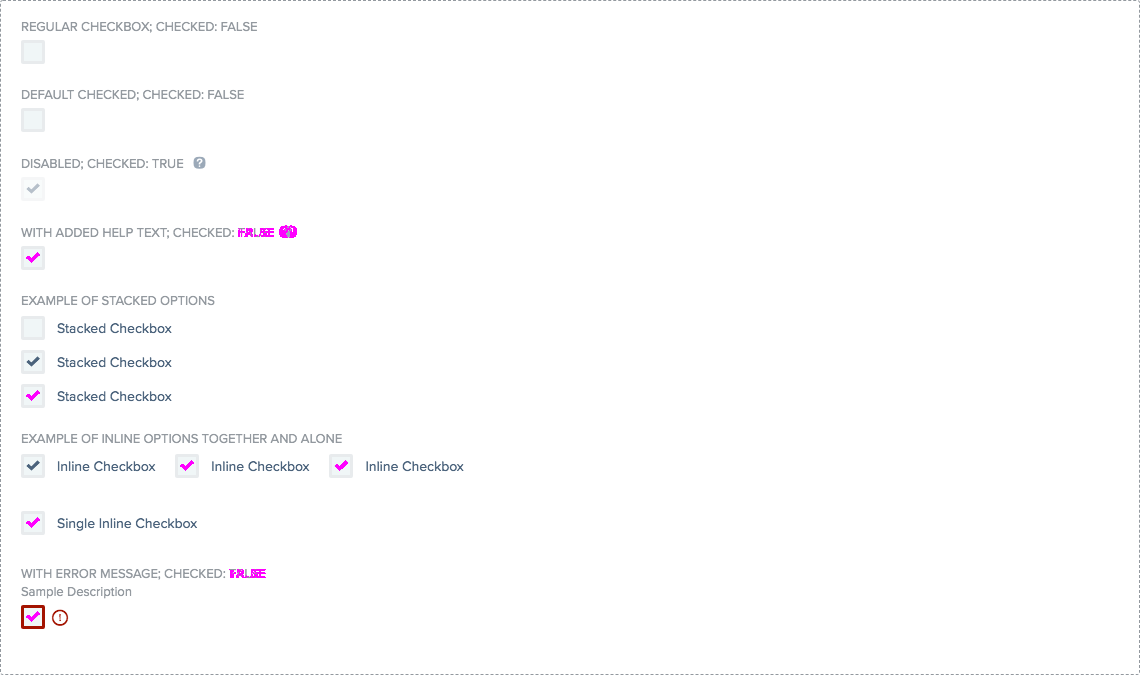 REGULAR CHECKBOX; CHECKED: FALSE
DEFAULT CHECKED; CHECKED: FALSE
DISABLED; CHECKED: TRUE ?
WITH ADDED HELP TEXT; CHECKED:
EXAMPLE OF STACKED OPTIONS
Stacked Checkbox
Stacked Checkbox
Stacked Checkbox
EXAMPLE OF INLINE OPTIONS TOGETHER AND ALONE
Inline Checkbox Inline Checkbox Inline Checkbox
Single Inline Checkbox
WITH ERROR MESSAGE; CHECKED:
Sample Description
!